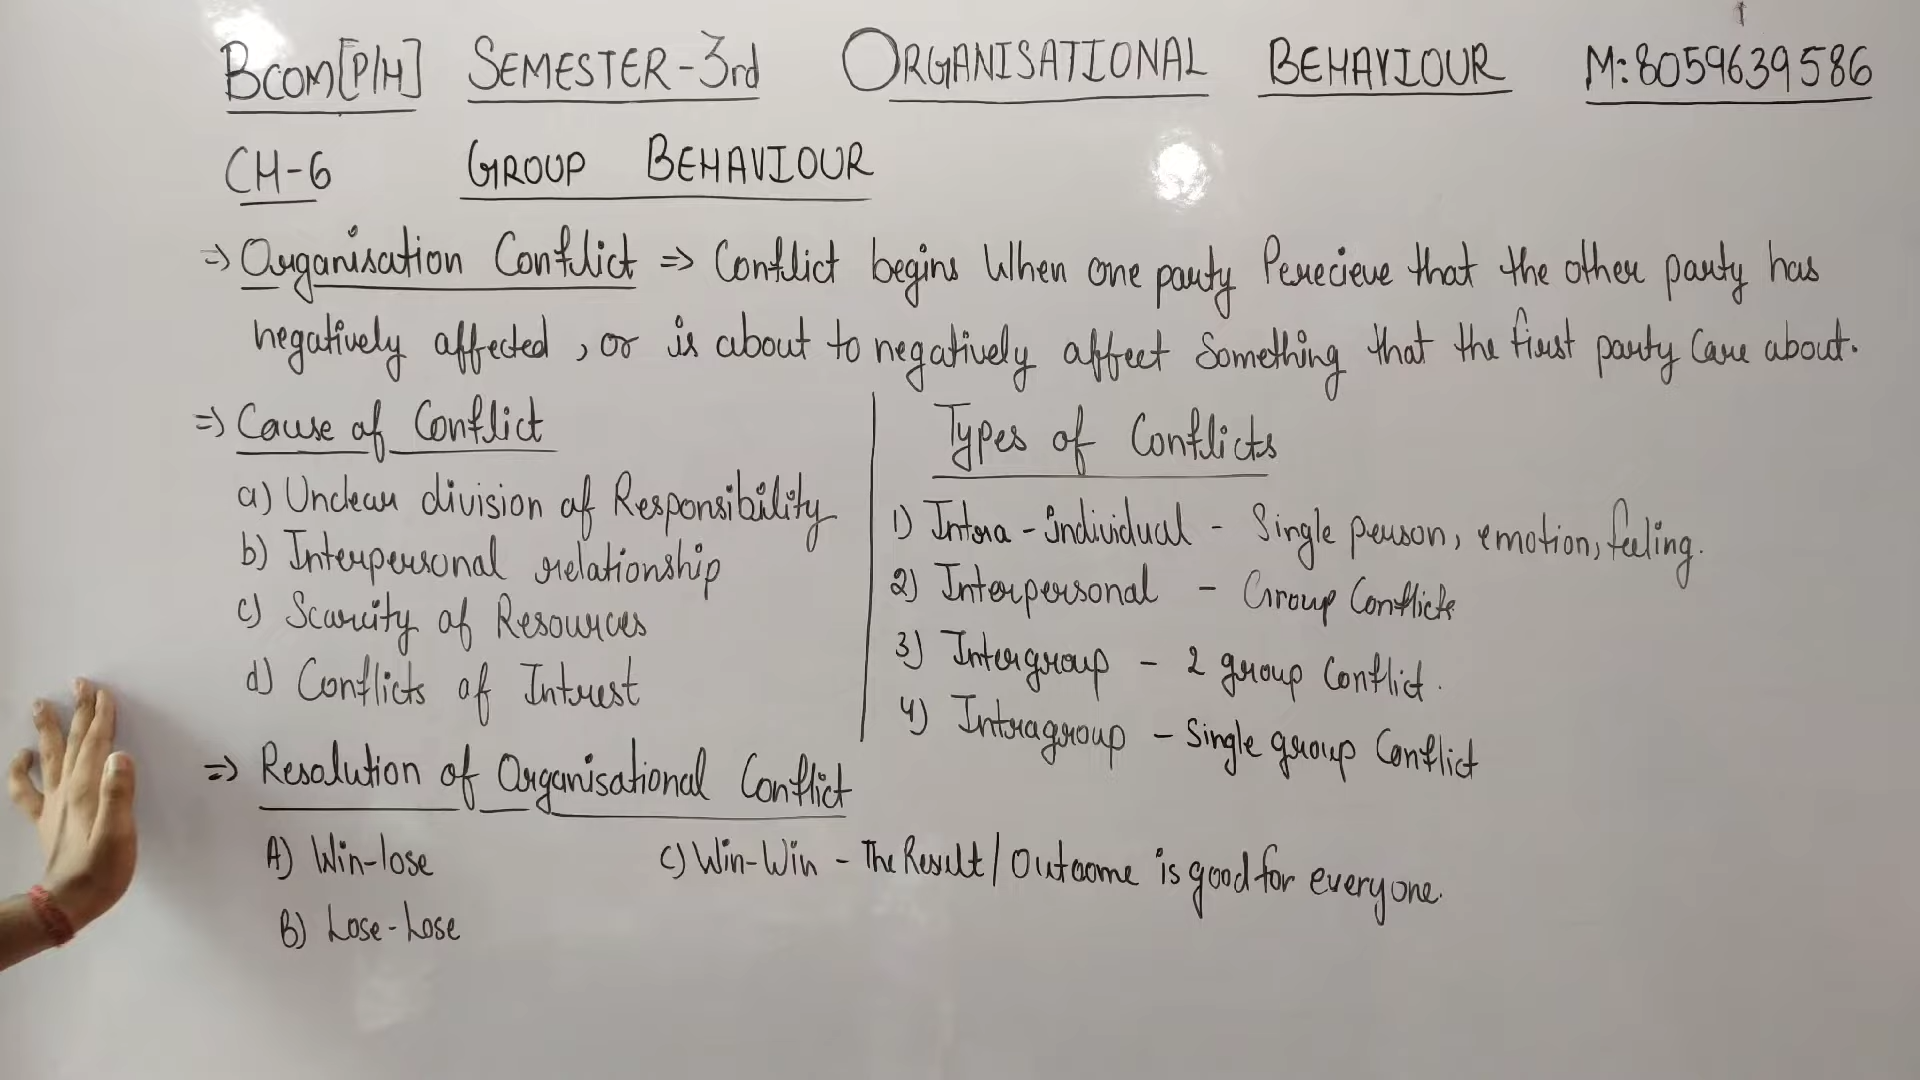 BCOM[P/H] SEMESTER-3rd ORGANISATIONAL BEHAVIOUR M:8059639586
CH-6 GROUP BEHAVIOUR
⇒ Organisation Conflict ⇒ Conflict begins When one party Perecieve that the other party has
negatively affected, or is about to negatively affect Something that the first party Care about.
⇒ Cause of Conflict
a) Unclear division of Responsibility
b) Interpersonal relationship
c) Scarcity of Resources
d) Conflicts of Intrest
Types of Conflicts
1) Intra-individual - Single person, emotion, feeling.
2) Interpersonal - Group Conflicts
3) Intergroup - 2 group Conflict.
4) Intragroup - Single group Conflict
⇒ Resolution of Organisational Conflict
A) Win-lose
B) Lose-Lose
C) Win-Win - The Result/Outcome is good for everyone.